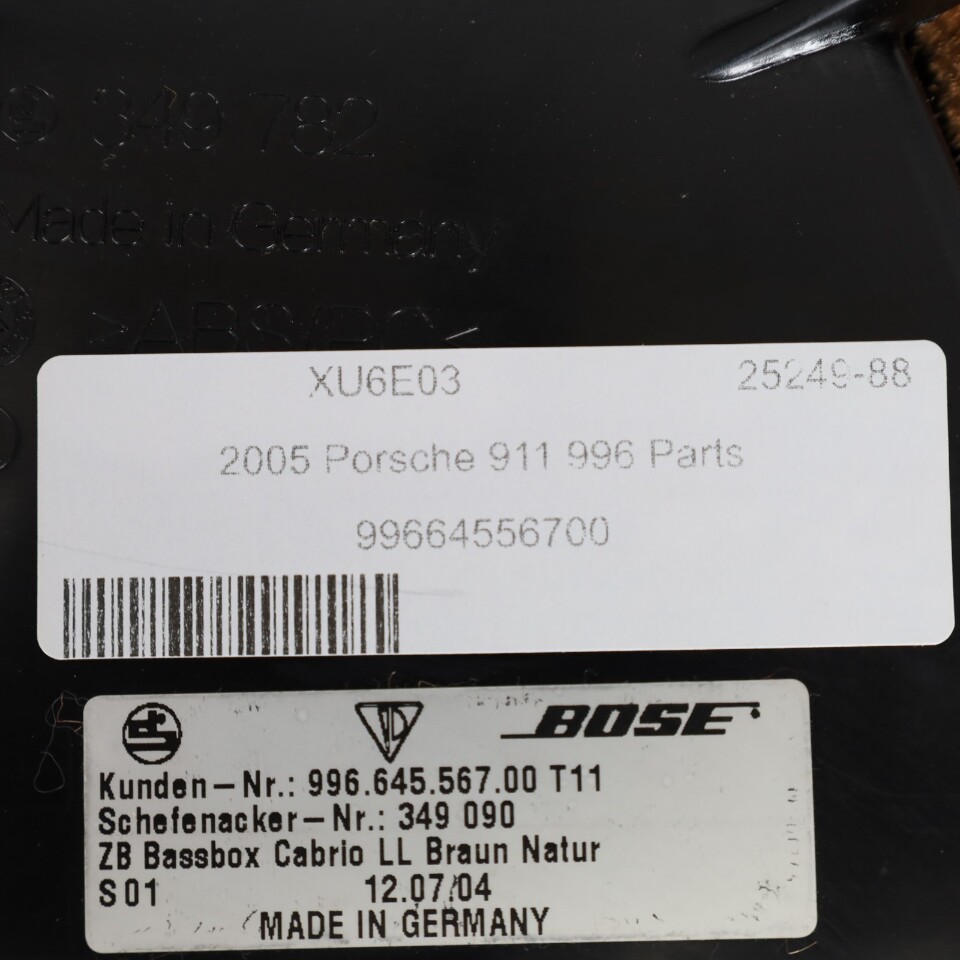 349 782
Made in Germany
>ABS/PC<
XU6E03 25249-88
2005 Porsche 911 996 Parts
99664556700
BOSE
Kunden-Nr.: 996.645.567.00 T11
Schefenacker-Nr.: 349 090
ZB Bassbox Cabrio LL Braun Natur
S01 12.07/04
MADE IN GERMANY